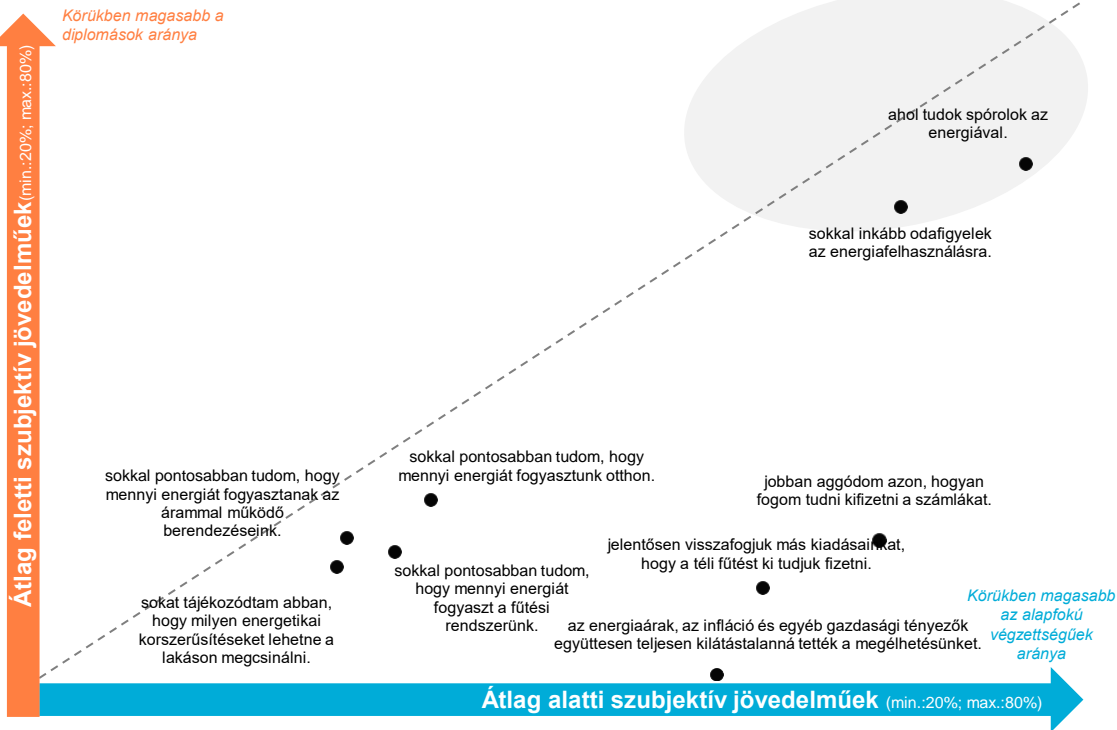 Körükben magasabb a
diplomások aránya
Átlag feletti szubjektív jövedelműek(min.:20%; max.:80%)
ahol tudok spórolok az
energiával.
sokkal inkább odafigyelek
az energiafelhasználásra.
sokkal pontosabban tudom, hogy
mennyi energiát fogyasztanak az
árammal működő
berendezéseink.
sokkal pontosabban tudom, hogy
mennyi energiát fogyasztunk otthon.
jobban aggódom azon, hogyan
fogom tudni kifizetni a számlákat.
jelentősen visszafogjuk más kiadásainkat,
hogy a téli fűtést ki tudjuk fizetni.
sokkal pontosabban tudom,
hogy mennyi energiát
fogyaszt a fűtési
rendszerünk.
sokat tájékozódtam abban,
hogy milyen energetikai
korszerűsítéseket lehetne a
lakáson megcsinálni.
az energiaárak, az infláció és egyéb gazdasági tényezők
együttesen teljesen kilátástalanná tették a megélhetésünket.
Körükben magasabb
az alapfokú
végzettségűek
aránya
Átlag alatti szubjektív jövedelműek (min.:20%; max.:80%)